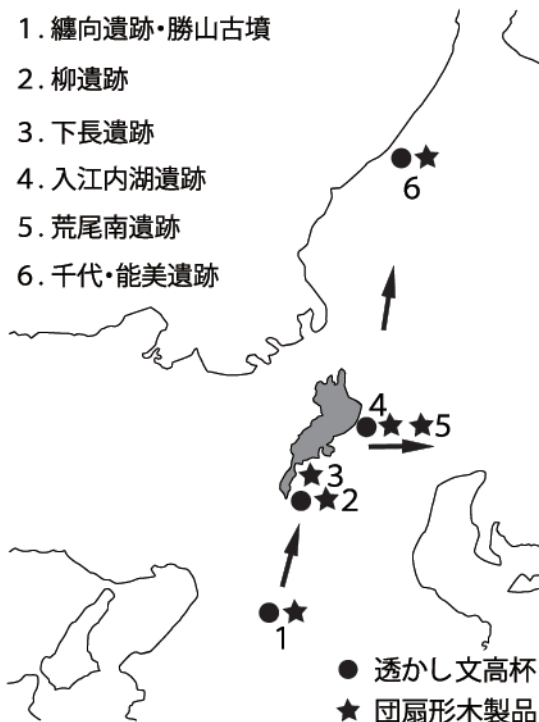 1．纏向遺跡・勝山古墳
2．柳遺跡
3．下長遺跡
4．入江内湖遺跡
5．荒尾南遺跡
6．千代・能美遺跡
6
4
5
3
2
1
● 透かし文高杯
★ 団扇形木製品